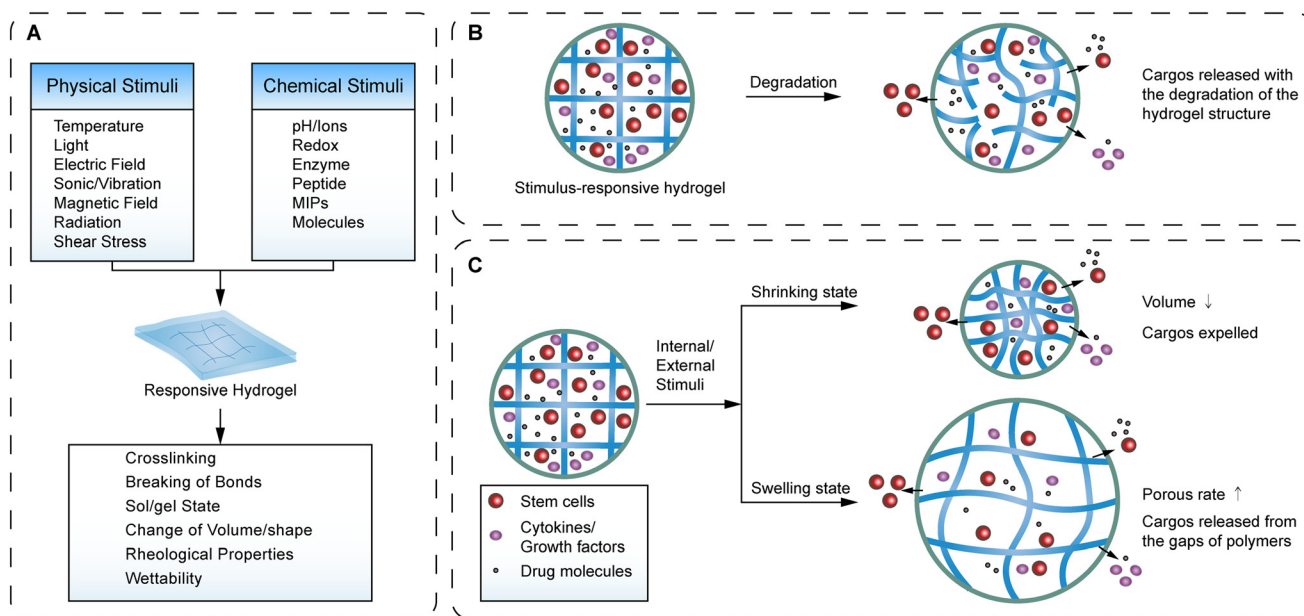 A
Physical Stimuli
Temperature
Light
Electric Field
Sonic/Vibration
Magnetic Field
Radiation
Shear Stress
Chemical Stimuli
pH/Ions
Redox
Enzyme
Peptide
MIPs
Molecules
Responsive Hydrogel
Crosslinking
Breaking of Bonds
Sol/gel State
Change of Volume/shape
Rheological Properties
Wettability
B
Stimulus-responsive hydrogel
Degradation
Cargos released with
the degradation of the
hydrogel structure
C
Internal/
External
Stimuli
Shrinking state
Volume ↓
Cargos expelled
Swelling state
Porous rate ↑
Cargos released from
the gaps of polymers
Stem cells
Cytokines/
Growth factors
Drug molecules